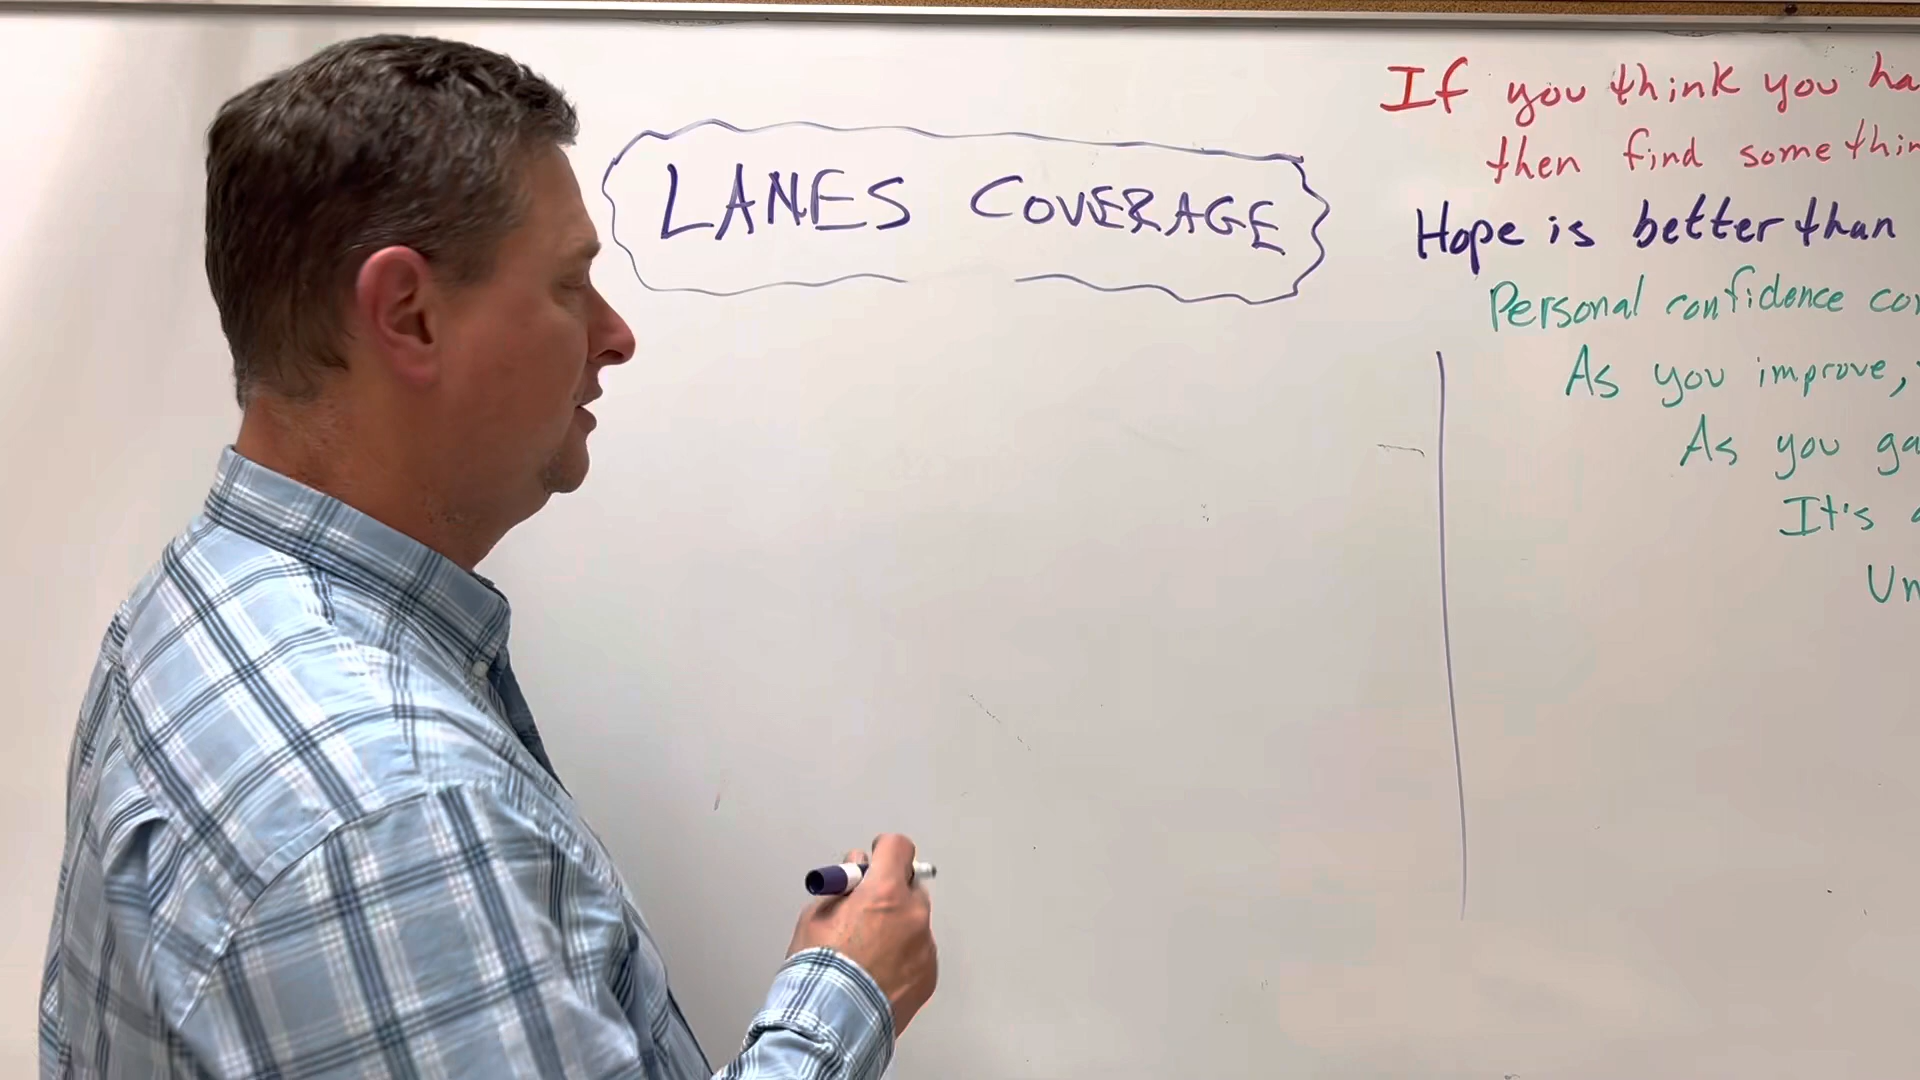 LANES COVERAGE
If you think you ha
then find somethin
Hope is better than
Personal confidence co
As you improve,
As you ga
It's
Un